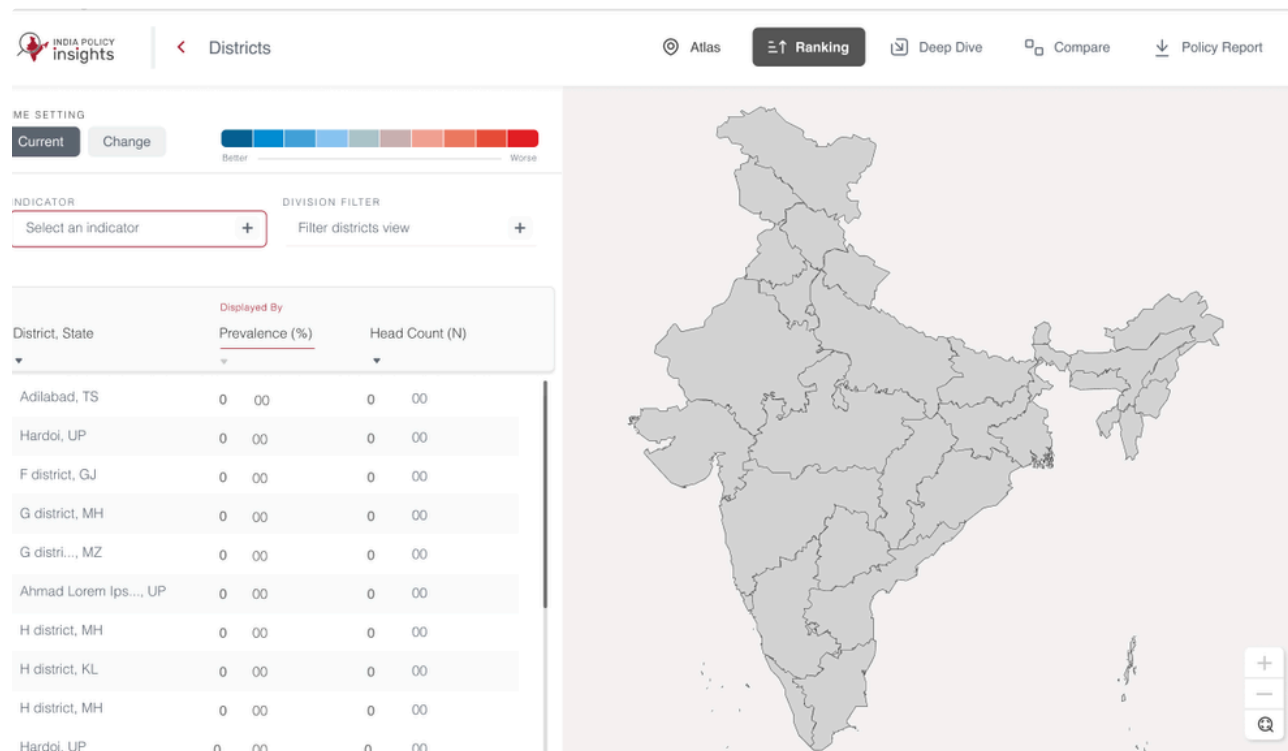 INDIA POLICY
insights
Districts
Atlas
Ranking
Deep Dive
Compare
Policy Report
ME SETTING
Current
Change
Better
Worse
NDICATOR
DIVISION FILTER
Select an indicator +
Filter districts view +
Displayed By
District, State Prevalence (%) Head Count (N)
Adilabad, TS 0 00 0 00
Hardoi, UP 0 00 0 00
F district, GJ 0 00 0 00
G district, MH 0 00 0 00
G distri..., MZ 0 00 0 00
Ahmad Lorem Ips..., UP 0 00 0 00
H district, MH 0 00 0 00
H district, KL 0 00 0 00
H district, MH 0 00 0 00
Hardoi, UP 0 00 0 00